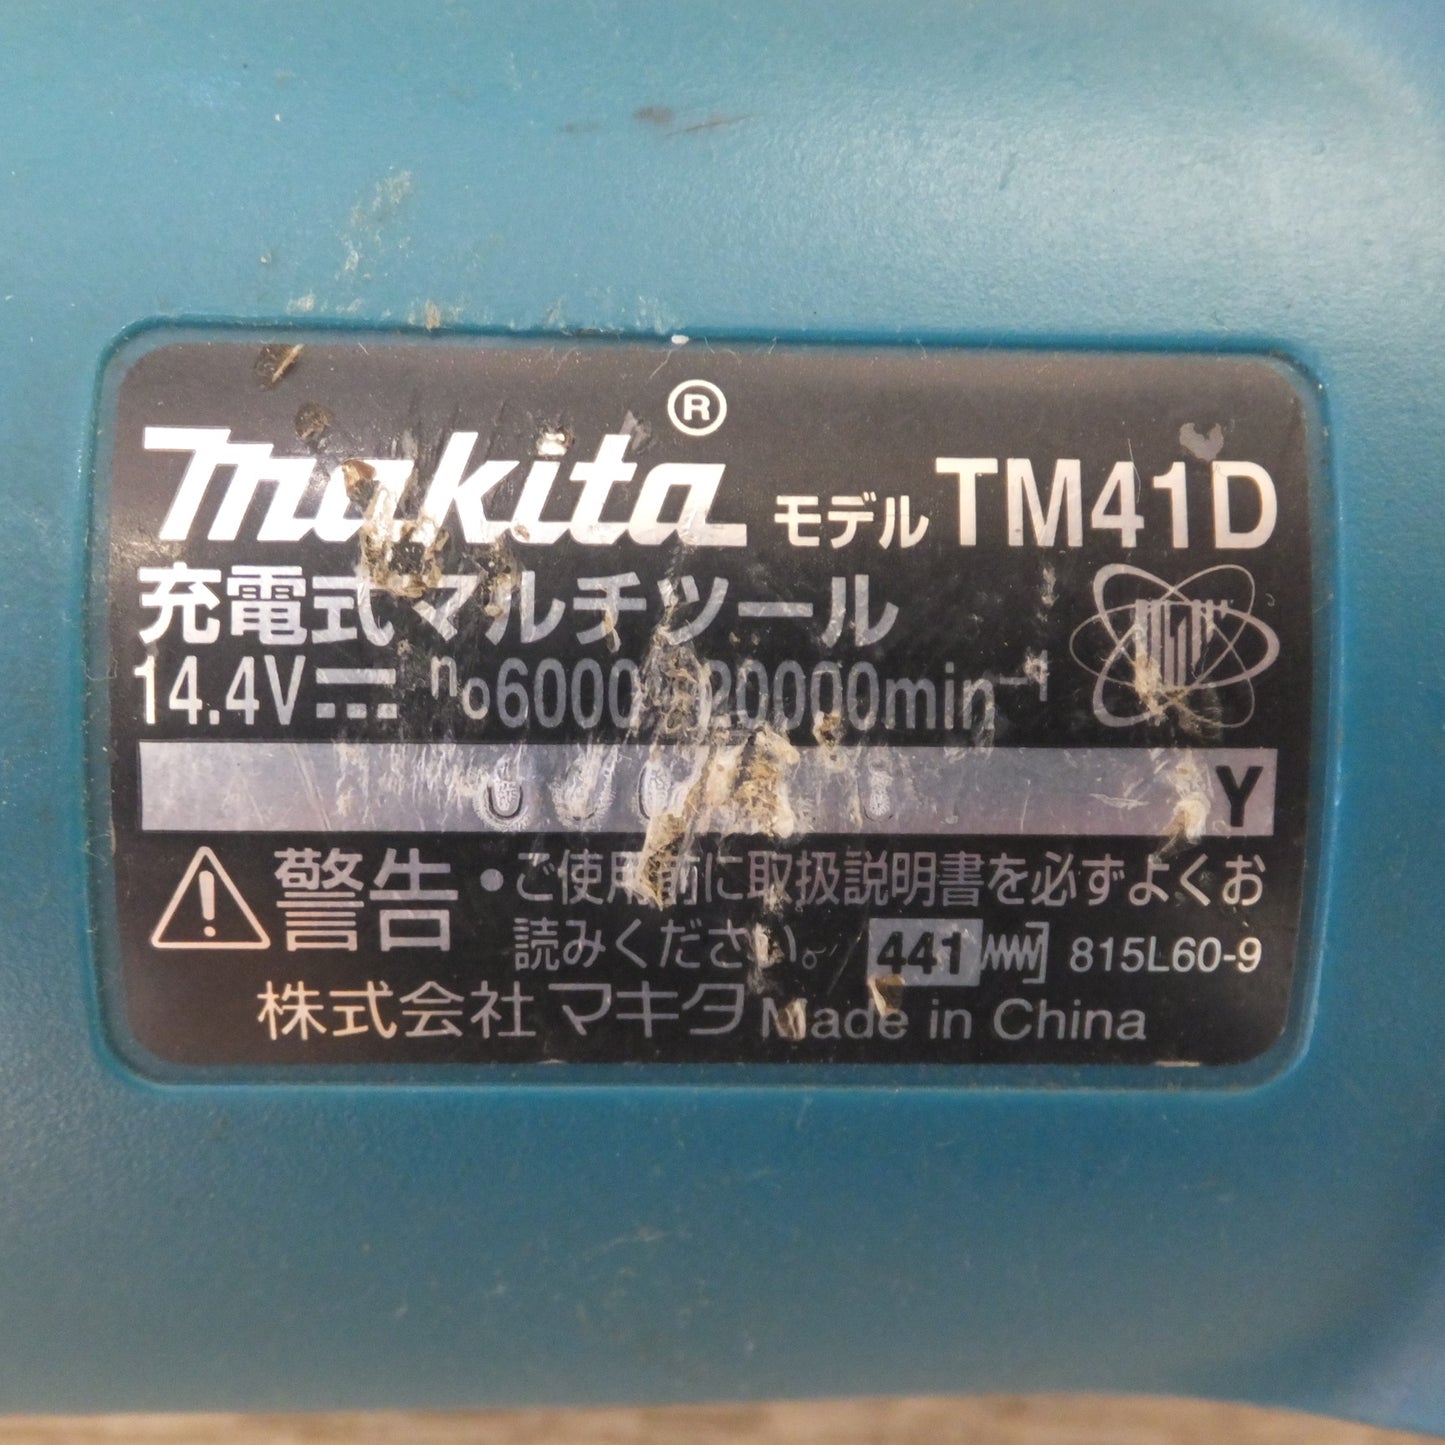 makita® モデル TM41D
充電式マルチツール
14.4V n₀6000-20000min⁻¹
Y
警告 ・ご使用前に取扱説明書を必ずよくお
読みください。 441 815L60-9
株式会社 マキタ Made in China